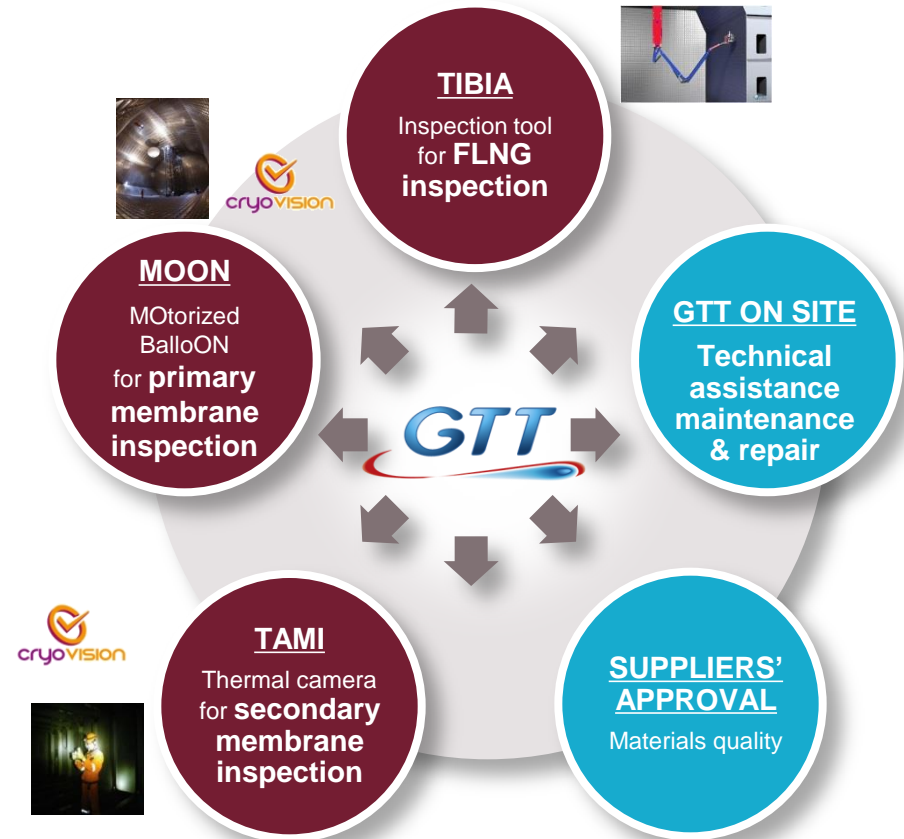 TIBIA
Inspection tool
for FLNG
inspection
cryovision
MOON
MOtorized
BalloON
for primary
membrane
inspection
GTT ON SITE
Technical
assistance
maintenance
& repair
GTT
cryovision
TAMI
Thermal camera
for secondary
membrane
inspection
SUPPLIERS’
APPROVAL
Materials quality